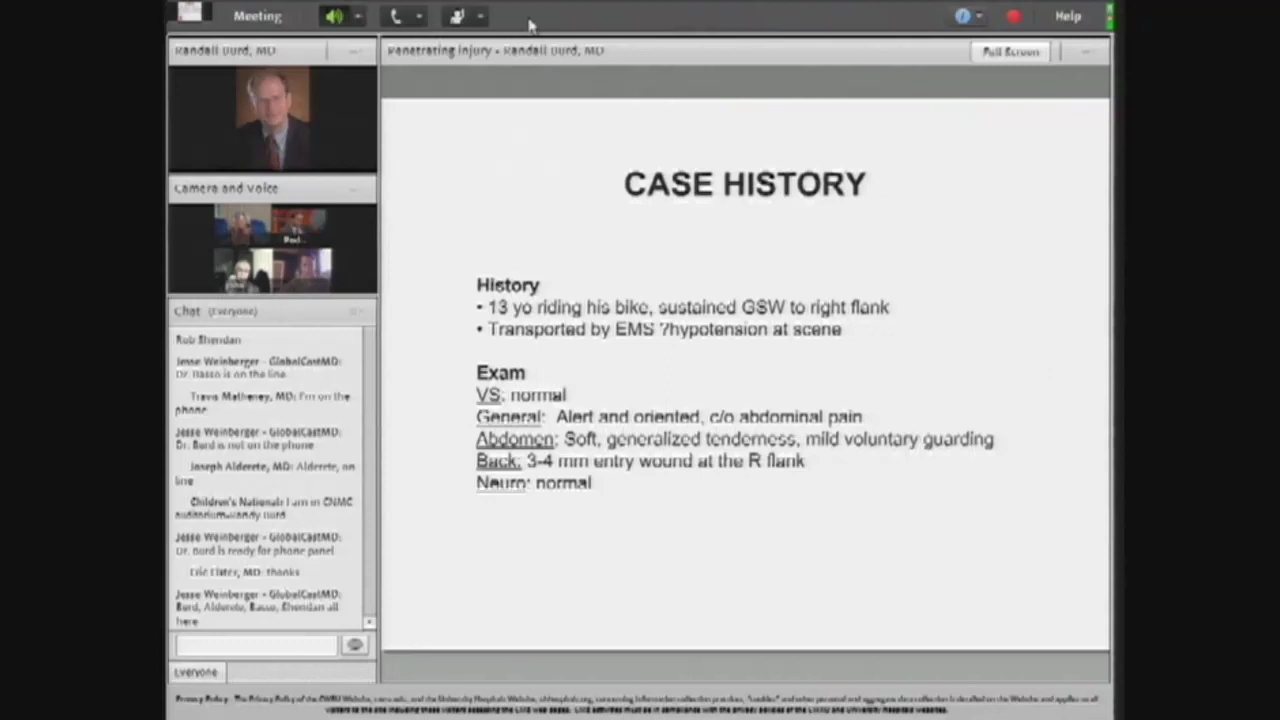 Meeting
Help
Randall Burd, MD
Penetrating Injury - Randall Burd, MD
Full Screen
Camera and Voice
Chat (Everyone)
Rob Sheridan
Jesse Weinberger - GlobalCastMD:
Dr. Basso is on the line
Travis Matheney, MD: I'm on the
phone
Jesse Weinberger - GlobalCastMD:
Dr. Burd is not on the phone
Joseph Alderete, MD: Alderete, on
line
Children's National: I am in CNMC
auditorium-Randy Burd
Jesse Weinberger - GlobalCastMD:
Dr. Burd is ready for phone panel
MD: thanks
Jesse Weinberger - GlobalCastMD:
Burd, Alderete, Basso, Sheridan all
here
Everyone
CASE HISTORY
History
• 13 yo riding his bike, sustained GSW to right flank
• Transported by EMS ?hypotension at scene
Exam
VS: normal
General: Alert and oriented, c/o abdominal pain
Abdomen: Soft, generalized tenderness, mild voluntary guarding
Back: 3-4 mm entry wound at the R flank
Neuro: normal